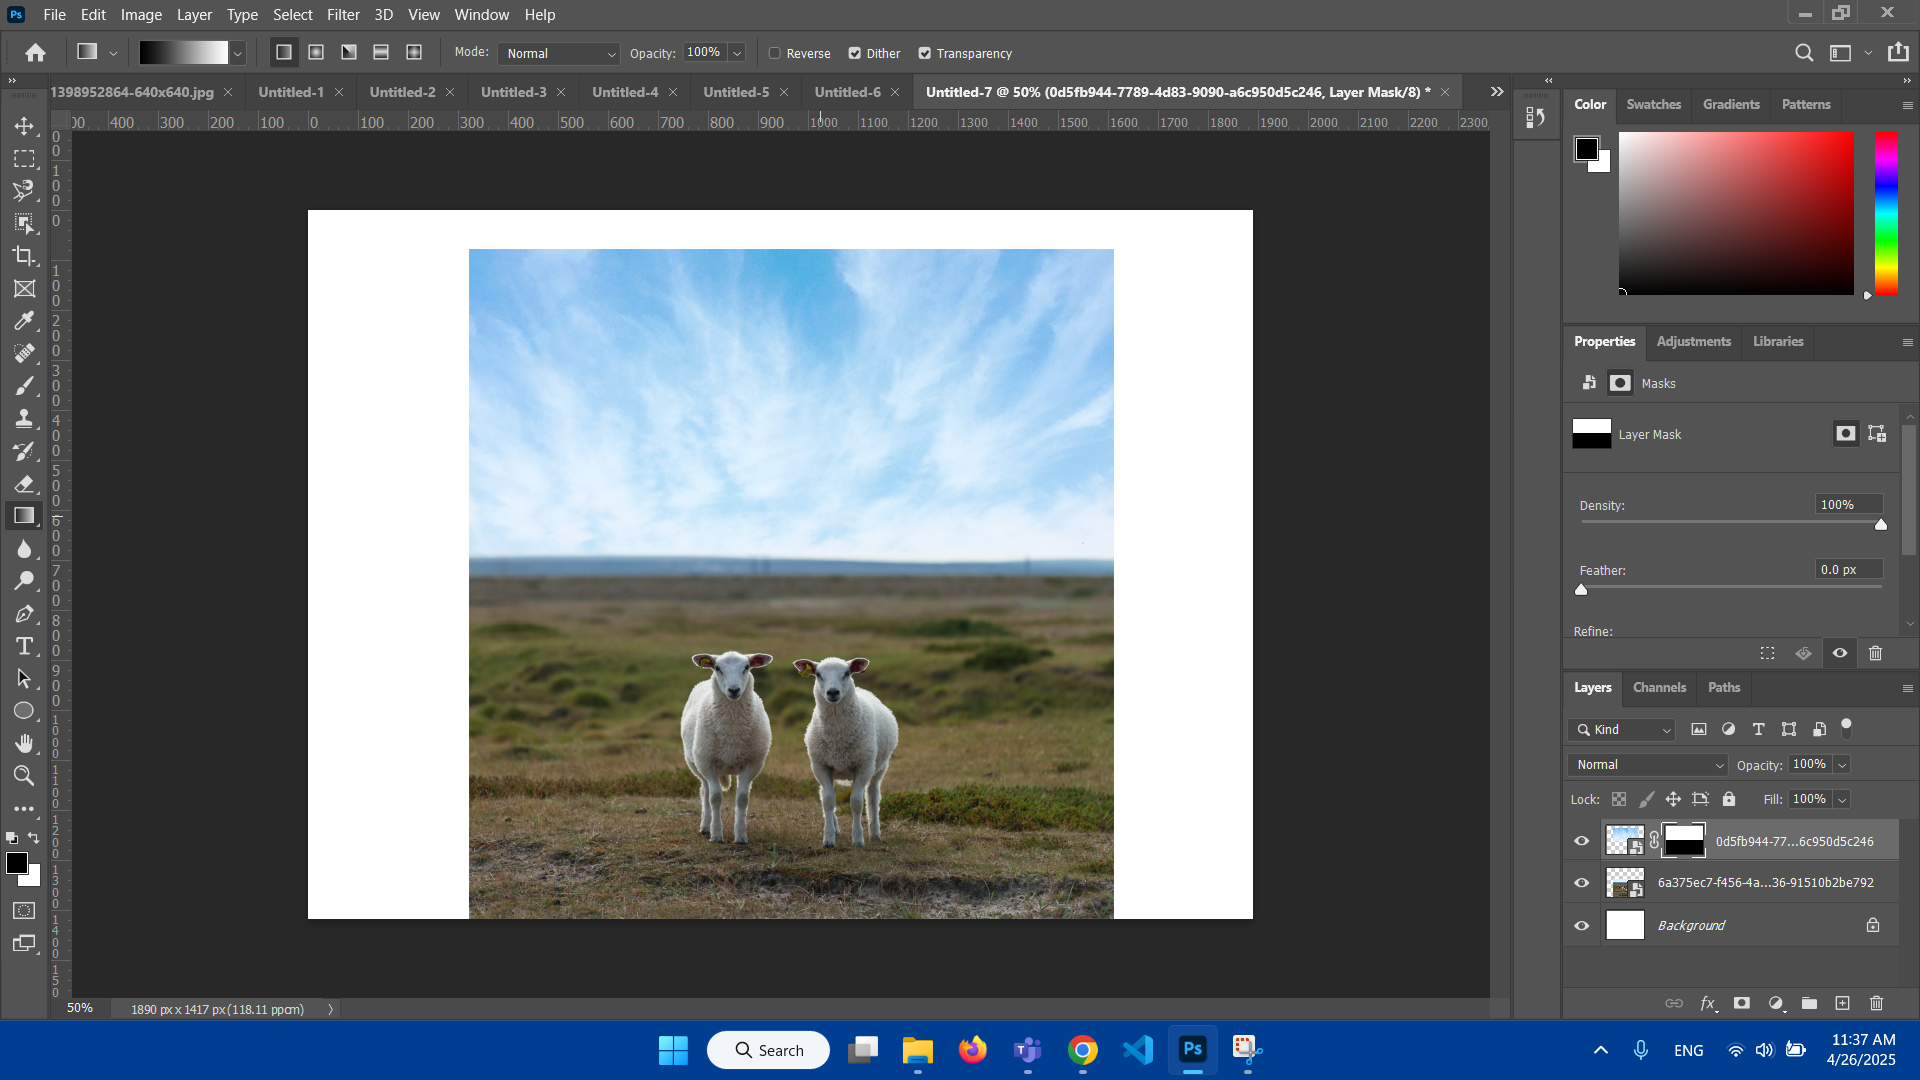 Ps File Edit Image Layer Type Select Filter 3D View Window Help
Mode: Normal Opacity: 100% Reverse Dither Transparency
1398952864-640x640.jpg Untitled-1 Untitled-2 Untitled-3 Untitled-4 Untitled-5 Untitled-6 Untitled-7 @ 50% (0d5fb944-7789-4d83-9090-a6c950d5c246, Layer Mask/8) *
400 300 200 100 0 100 200 300 400 500 600 700 800 900 1000 1100 1200 1300 1400 1500 1600 1700 1800 1900 2000 2100 2200 2300
Color Swatches Gradients Patterns
Properties Adjustments Libraries
Masks
Layer Mask
Density: 100%
Feather: 0.0 px
Refine:
Layers Channels Paths
Kind
Normal Opacity: 100%
Lock: Fill: 100%
0d5fb944-77...6c950d5c246
6a375ec7-f456-4a...36-91510b2be792
Background
fx
50% 1890 px x 1417 px (118.11 ppcm)
Search
Ps
ENG
11:37 AM
4/26/2025